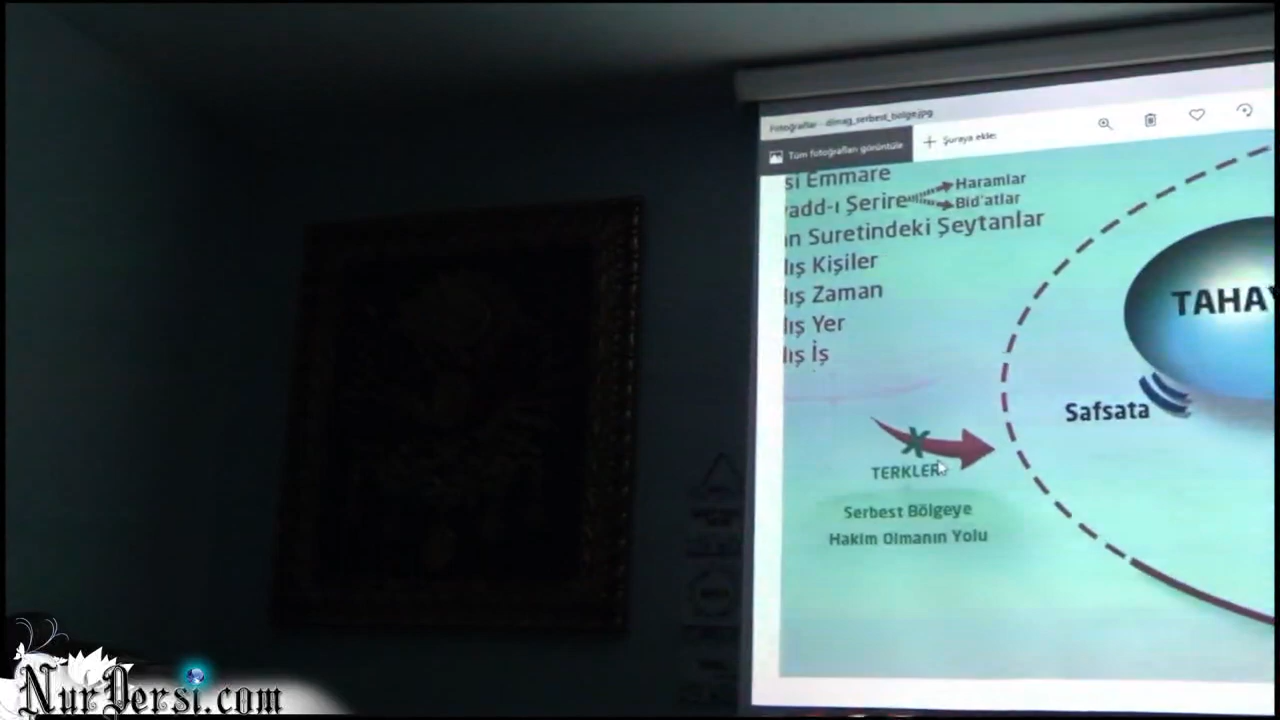 Fotoğraflar - dimag_serbest_bolge.jpg
Tüm fotoğrafları görüntüle
Şuraya ekle:
si Emmare
yadd-ı Şerire
Haramlar
Bid'atlar
n Suretindeki Şeytanlar
lış Kişiler
lış Zaman
lış Yer
lış İş
TAHAY
Safsata
TERKLER
Serbest Bölgeye
Hakim Olmanın Yolu
NurDersi.com